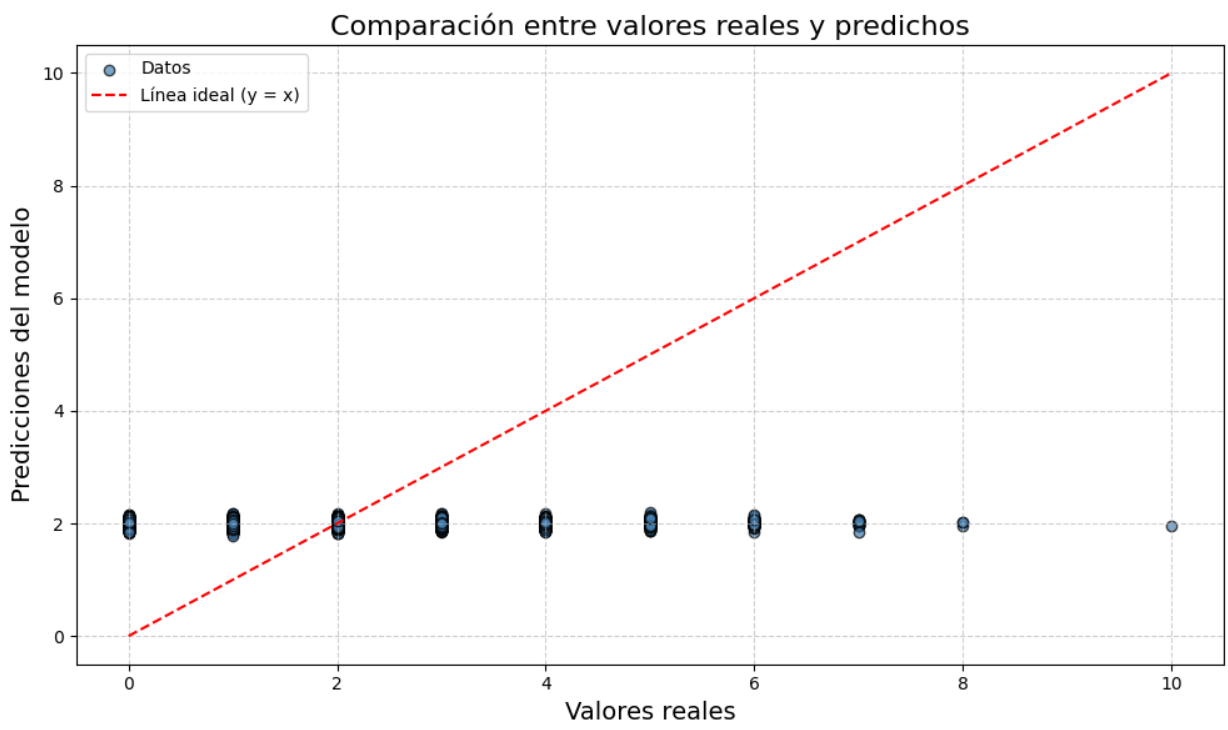 Comparación entre valores reales y predichos
Datos
Línea ideal (y = x)
Predicciones del modelo
10
8
6
4
2
0
0 2 4 6 8 10
Valores reales